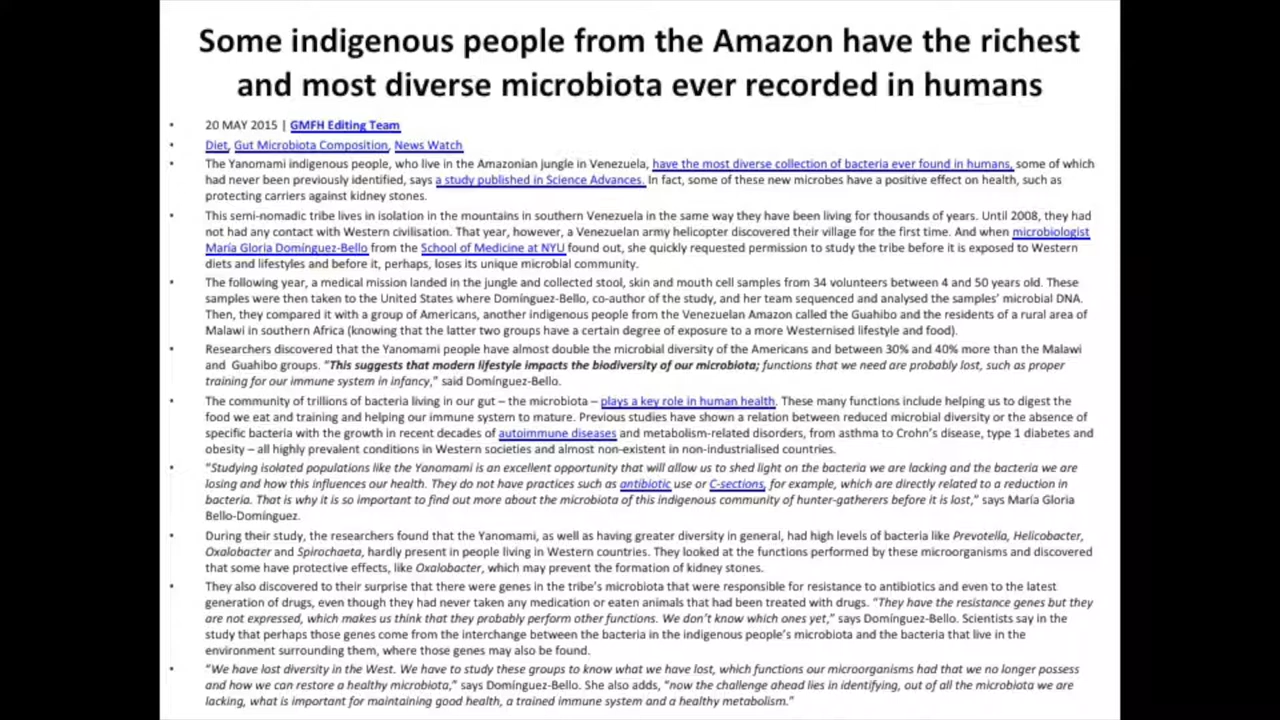 Some indigenous people from the Amazon have the richest
and most diverse microbiota ever recorded in humans
• 20 MAY 2015 | GMFH Editing Team
• Diet, Gut Microbiota Composition, News Watch
• The Yanomami indigenous people, who live in the Amazonian jungle in Venezuela, have the most diverse collection of bacteria ever found in humans, some of which
had never been previously identified, says a study published in Science Advances. In fact, some of these new microbes have a positive effect on health, such as
protecting carriers against kidney stones.
• This semi-nomadic tribe lives in isolation in the mountains in southern Venezuela in the same way they have been living for thousands of years. Until 2008, they had
not had any contact with Western civilisation. That year, however, a Venezuelan army helicopter discovered their village for the first time. And when microbiologist
María Gloria Domínguez-Bello from the School of Medicine at NYU found out, she quickly requested permission to study the tribe before it is exposed to Western
diets and lifestyles and before it, perhaps, loses its unique microbial community.
• The following year, a medical mission landed in the jungle and collected stool, skin and mouth cell samples from 34 volunteers between 4 and 50 years old. These
samples were then taken to the United States where Domínguez-Bello, co-author of the study, and her team sequenced and analysed the samples’ microbial DNA.
Then, they compared it with a group of Americans, another indigenous people from the Venezuelan Amazon called the Guahibo and the residents of a rural area of
Malawi in southern Africa (knowing that the latter two groups have a certain degree of exposure to a more Westernised lifestyle and food).
• Researchers discovered that the Yanomami people have almost double the microbial diversity of the Americans and between 30% and 40% more than the Malawi
and Guahibo groups. “This suggests that modern lifestyle impacts the biodiversity of our microbiota; functions that we need are probably lost, such as proper
training for our immune system in infancy,” said Domínguez-Bello.
• The community of trillions of bacteria living in our gut – the microbiota – plays a key role in human health. These many functions include helping us to digest the
food we eat and training and helping our immune system to mature. Previous studies have shown a relation between reduced microbial diversity or the absence of
specific bacteria with the growth in recent decades of autoimmune diseases and metabolism-related disorders, from asthma to Crohn’s disease, type 1 diabetes and
obesity – all highly prevalent conditions in Western societies and almost non-existent in non-industrialised countries.
• “Studying isolated populations like the Yanomami is an excellent opportunity that will allow us to shed light on the bacteria we are lacking and the bacteria we are
losing and how this influences our health. They do not have practices such as antibiotic use or C-sections, for example, which are directly related to a reduction in
bacteria. That is why it is so important to find out more about the microbiota of this indigenous community of hunter-gatherers before it is lost,” says María Gloria
Bello-Domínguez.
• During their study, the researchers found that the Yanomami, as well as having greater diversity in general, had high levels of bacteria like Prevotella, Helicobacter,
Oxalobacter and Spirochaeta, hardly present in people living in Western countries. They looked at the functions performed by these microorganisms and discovered
that some have protective effects, like Oxalobacter, which may prevent the formation of kidney stones.
• They also discovered to their surprise that there were genes in the tribe’s microbiota that were responsible for resistance to antibiotics and even to the latest
generation of drugs, even though they had never taken any medication or eaten animals that had been treated with drugs. “They have the resistance genes but they
are not expressed, which makes us think that they probably perform other functions. We don’t know which ones yet,” says Domínguez-Bello. Scientists say in the
study that perhaps those genes come from the interchange between the bacteria in the indigenous people’s microbiota and the bacteria that live in the
environment surrounding them, where those genes may also be found.
• “We have lost diversity in the West. We have to study these groups to know what we have lost, which functions our microorganisms had that we no longer possess
and how we can restore a healthy microbiota,” says Domínguez-Bello. She also adds, “now the challenge ahead lies in identifying, out of all the microbiota we are
lacking, what is important for maintaining good health, a trained immune system and a healthy metabolism.”